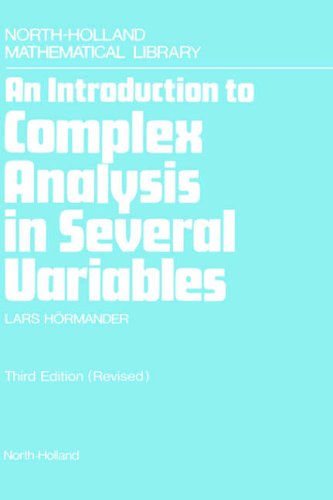 NORTH-HOLLAND
MATHEMATICAL LIBRARY
An Introduction to
Complex
Analysis
in Several
Variables
LARS HÖRMANDER
Third Edition (Revised)
North-Holland